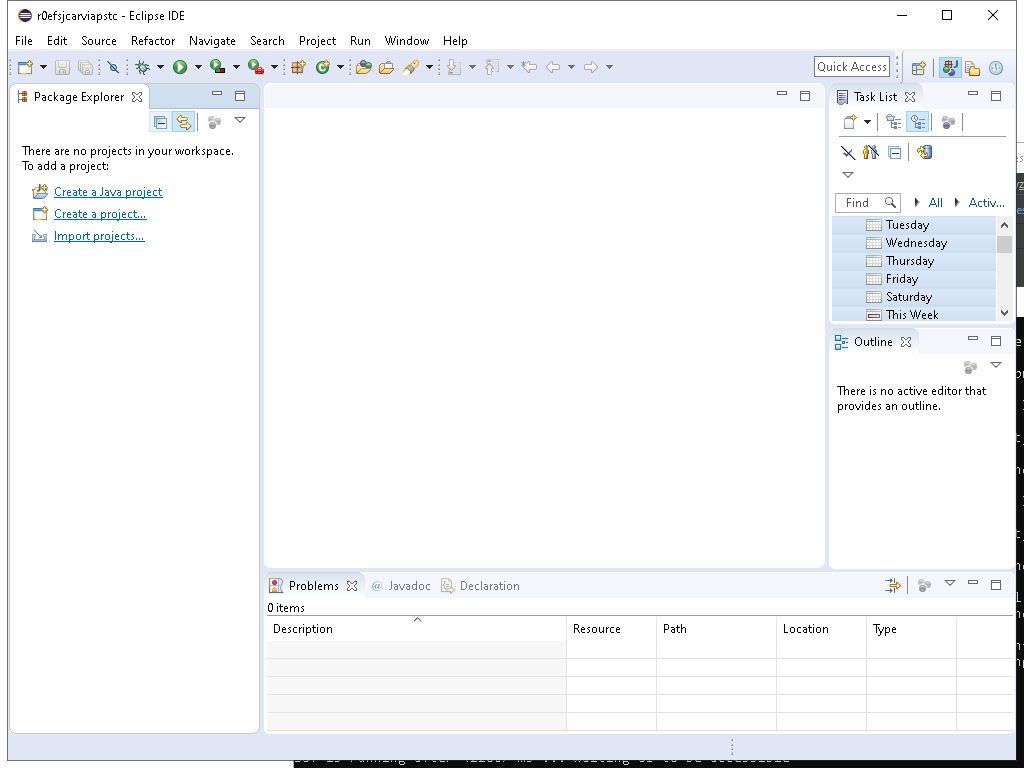 r0efsjcarviapstc - Eclipse IDE
File Edit Source Refactor Navigate Search Project Run Window Help
Quick Access
Package Explorer
There are no projects in your workspace.
To add a project:
Create a Java project
Create a project...
Import projects...
Task List
Find All Activ...
Tuesday
Wednesday
Thursday
Friday
Saturday
This Week
Outline
There is no active editor that
provides an outline.
Problems @ Javadoc Declaration
0 items
Description Resource Path Location Type